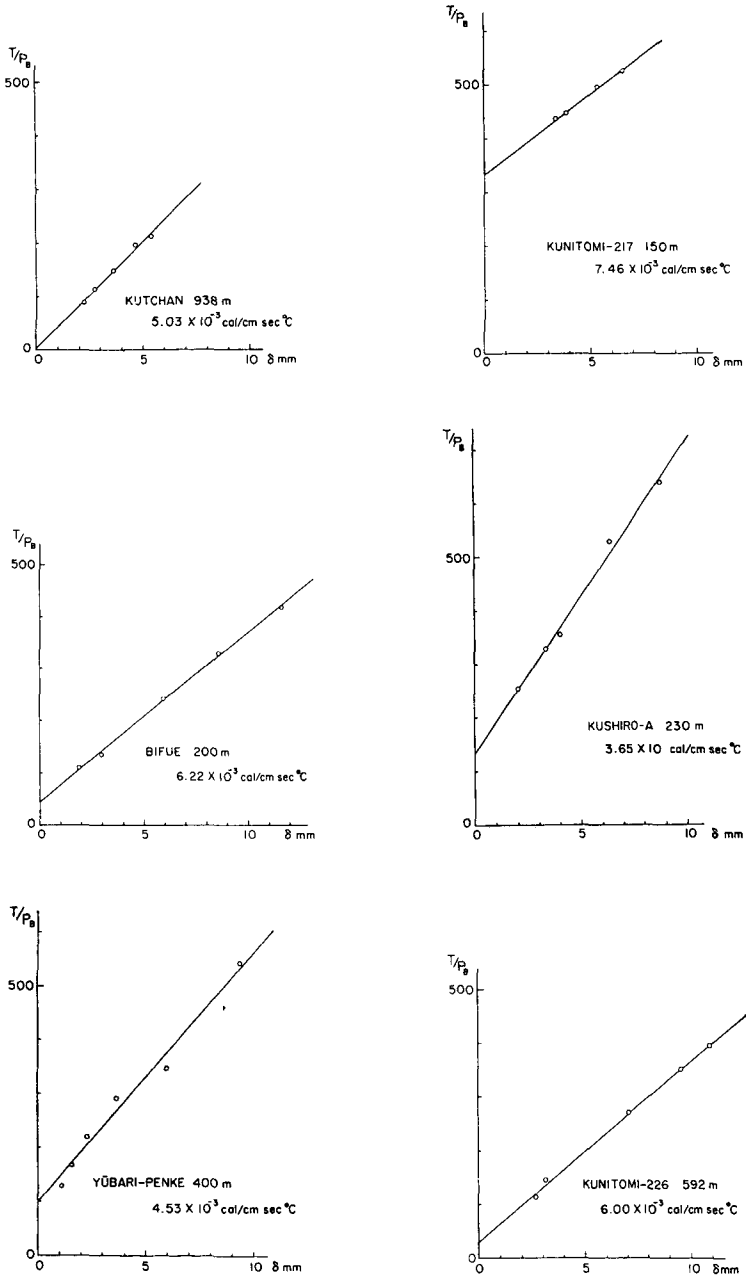 T/P_B
500
0
5
10
δ mm
KUTCHAN 938 m
5.03 X 10⁻³ cal/cm sec °C
T/P_B
500
0
0
5
10
δ mm
KUNITOMI-217 150 m
7.46 X 10⁻³ cal/cm sec °C
T/P_B
500
0
0
5
10
δ mm
BIFUE 200 m
6.22 X 10⁻³ cal/cm sec °C
T/P_B
500
0
0
5
10
δ mm
KUSHIRO-A 230 m
3.65 X 10 cal/cm sec °C
T/P_B
500
0
0
5
10
δ mm
YŪBARI-PENKE 400 m
4.53 X 10⁻³ cal/cm sec °C
T/P_B
500
0
0
5
10
δ mm
KUNITOMI-226 592 m
6.00 X 10⁻³ cal/cm sec °C